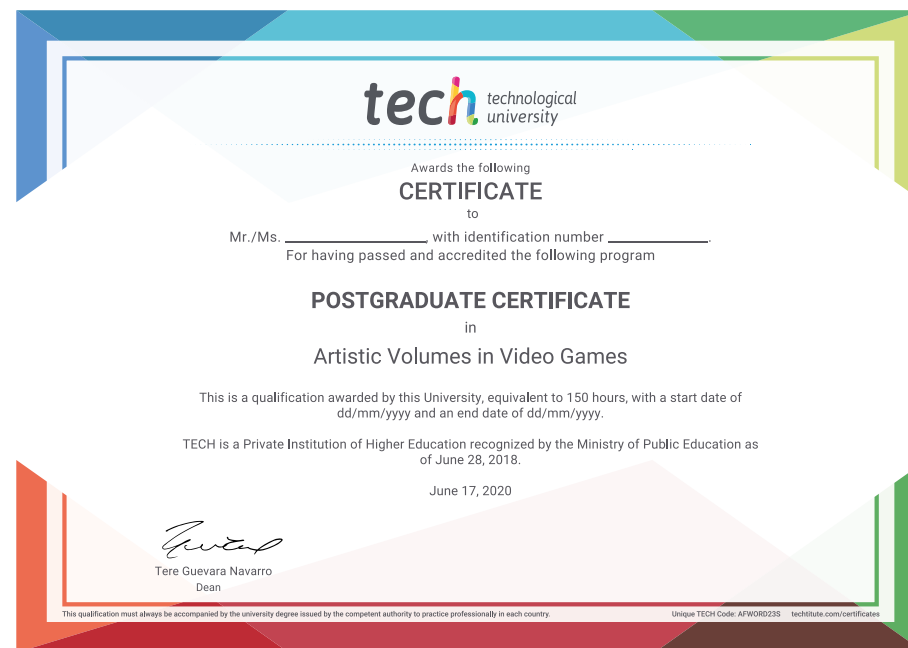 tech technological
university
Awards the following
CERTIFICATE
to
Mr./Ms. ____________________, with identification number ______________.
For having passed and accredited the following program
POSTGRADUATE CERTIFICATE
in
Artistic Volumes in Video Games
This is a qualification awarded by this University, equivalent to 150 hours, with a start date of
dd/mm/yyyy and an end date of dd/mm/yyyy.
TECH is a Private Institution of Higher Education recognized by the Ministry of Public Education as
of June 28, 2018.
June 17, 2020
Tere Guevara Navarro
Dean
This qualification must always be accompanied by the university degree issued by the competent authority to practice professionally in each country. Unique TECH Code: AFWORD23S techtitute.com/certificates